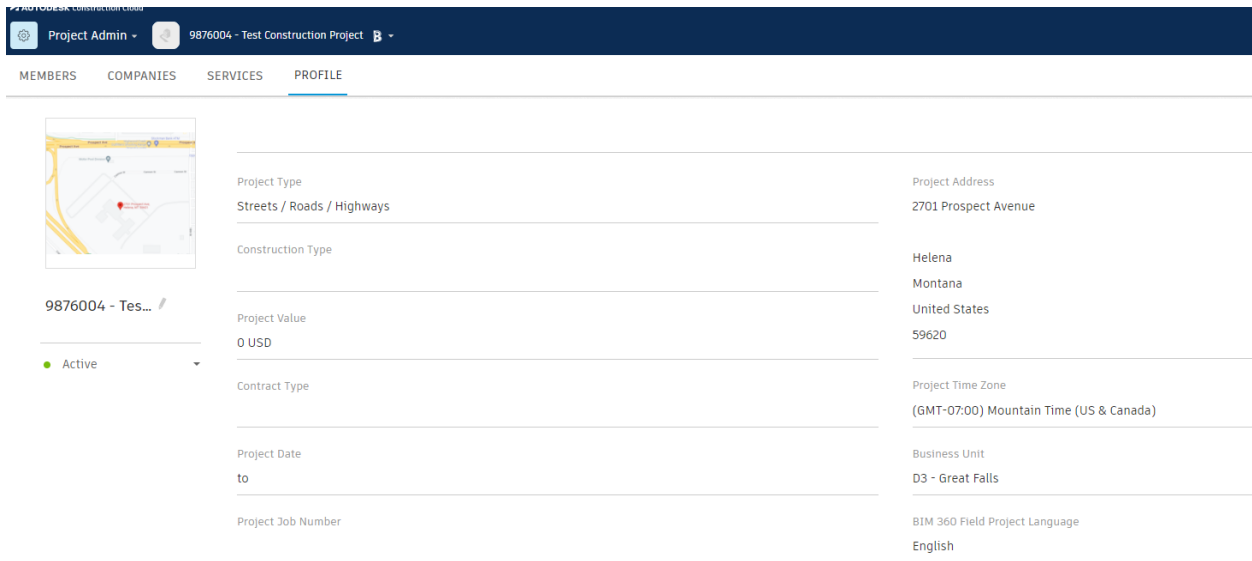 AUTODESK Construction Cloud
Project Admin
9876004 - Test Construction Project
MEMBERS COMPANIES SERVICES PROFILE
9876004 - Tes...
Active
Project Type
Streets / Roads / Highways
Construction Type
Project Value
0 USD
Contract Type
Project Date
to
Project Job Number
Project Address
2701 Prospect Avenue
Helena
Montana
United States
59620
Project Time Zone
(GMT-07:00) Mountain Time (US & Canada)
Business Unit
D3 - Great Falls
BIM 360 Field Project Language
English